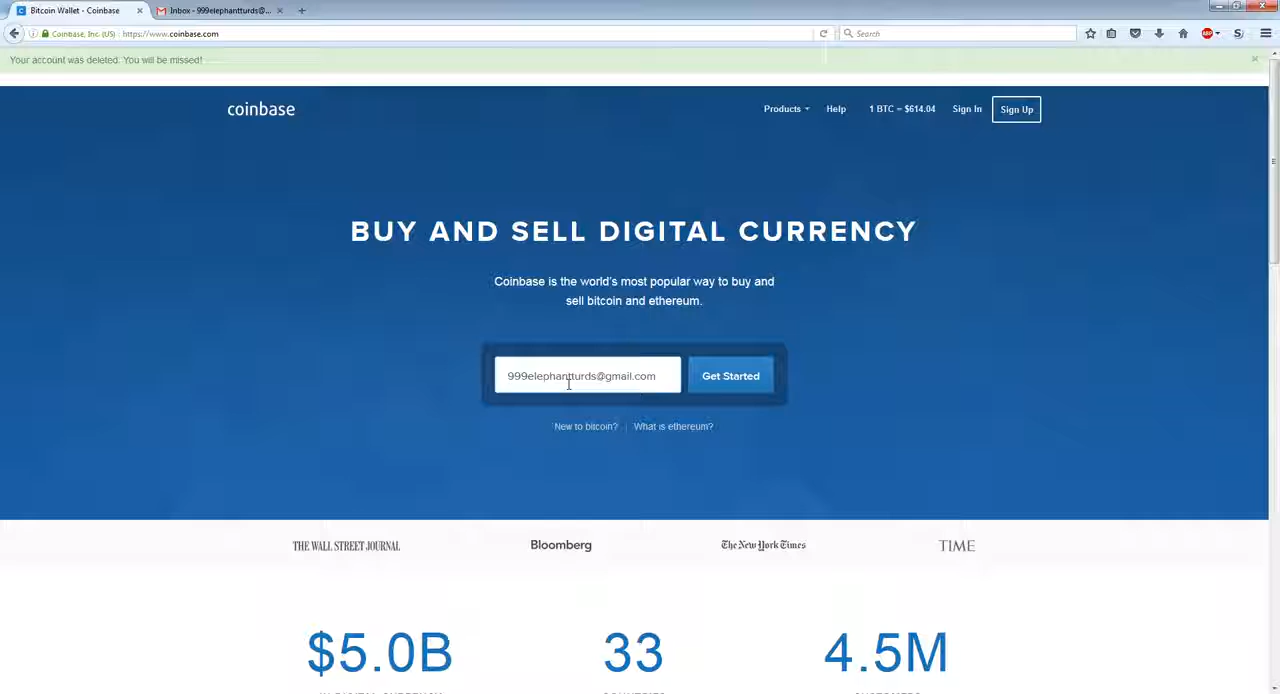 Bitcoin Wallet - Coinbase
Inbox - 999elephantturds@...
Coinbase, Inc. (US)
https://www.coinbase.com
Search
ABP
Your account was deleted. You will be missed!
coinbase
Products
Help
1 BTC = $614.04
Sign In
Sign Up
BUY AND SELL DIGITAL CURRENCY
Coinbase is the world's most popular way to buy and
sell bitcoin and ethereum.
999elephantturds@gmail.com
Get Started
New to bitcoin?
What is ethereum?
THE WALL STREET JOURNAL
Bloomberg
The New York Times
TIME
$5.0B
33
4.5M